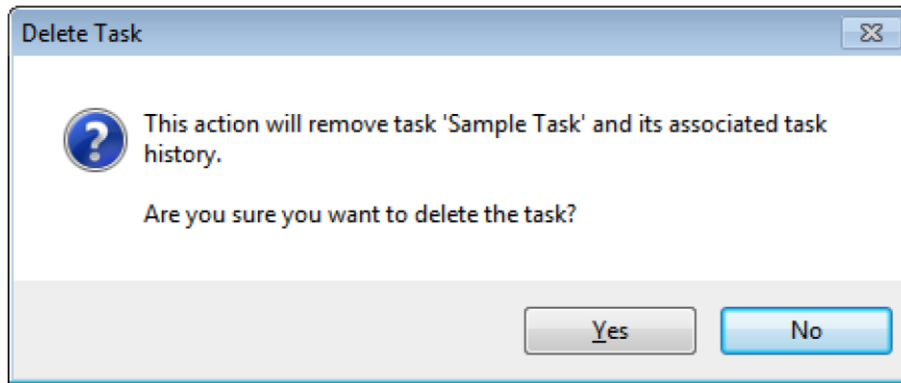 Delete Task
This action will remove task 'Sample Task' and its associated task
history.
Are you sure you want to delete the task?
Yes
No